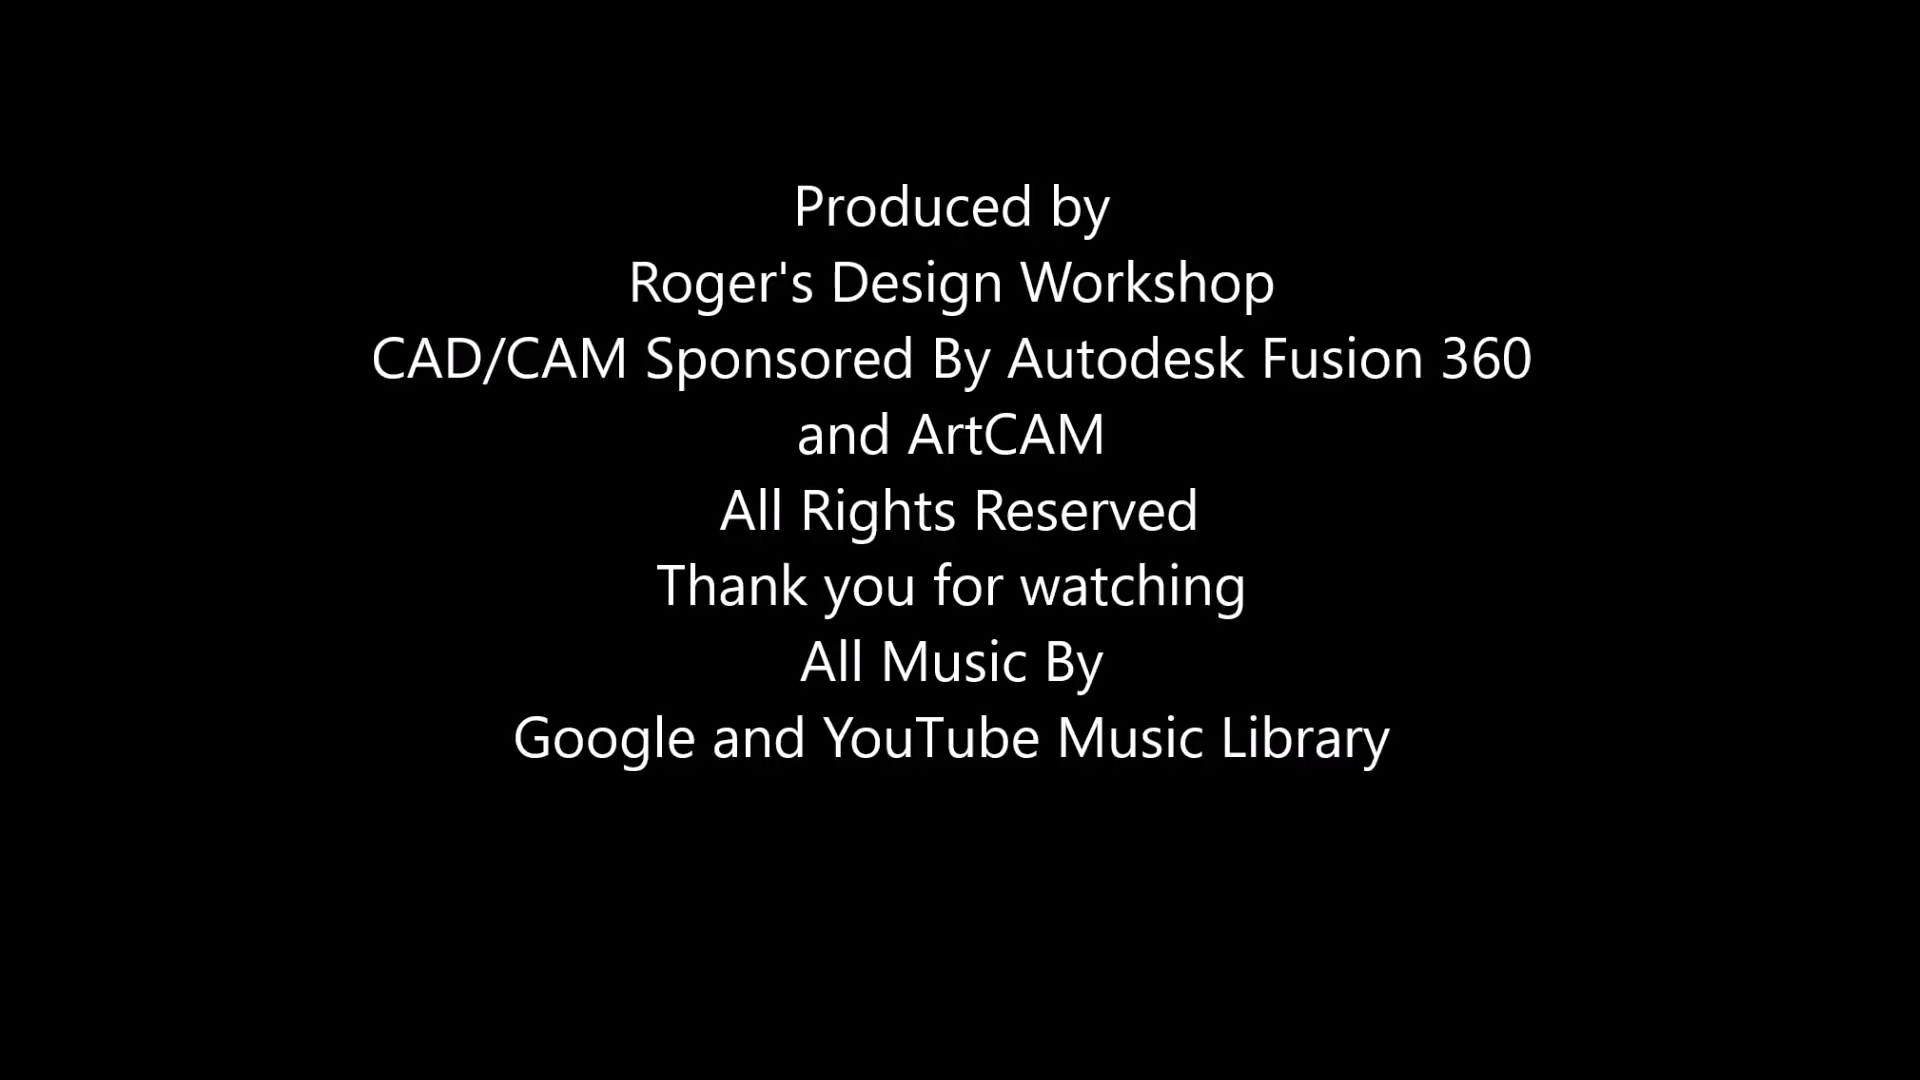 Produced by
Roger's Design Workshop
CAD/CAM Sponsored By Autodesk Fusion 360
and ArtCAM
All Rights Reserved
Thank you for watching
All Music By
Google and YouTube Music Library